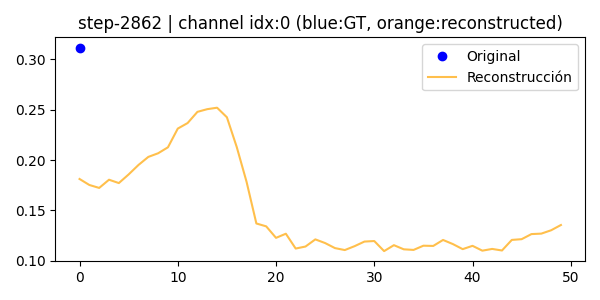 step-2862 | channel idx:0 (blue:GT, orange:reconstructed)
Original
Reconstrucción
0.30
0.25
0.20
0.15
0.10
0 10 20 30 40 50